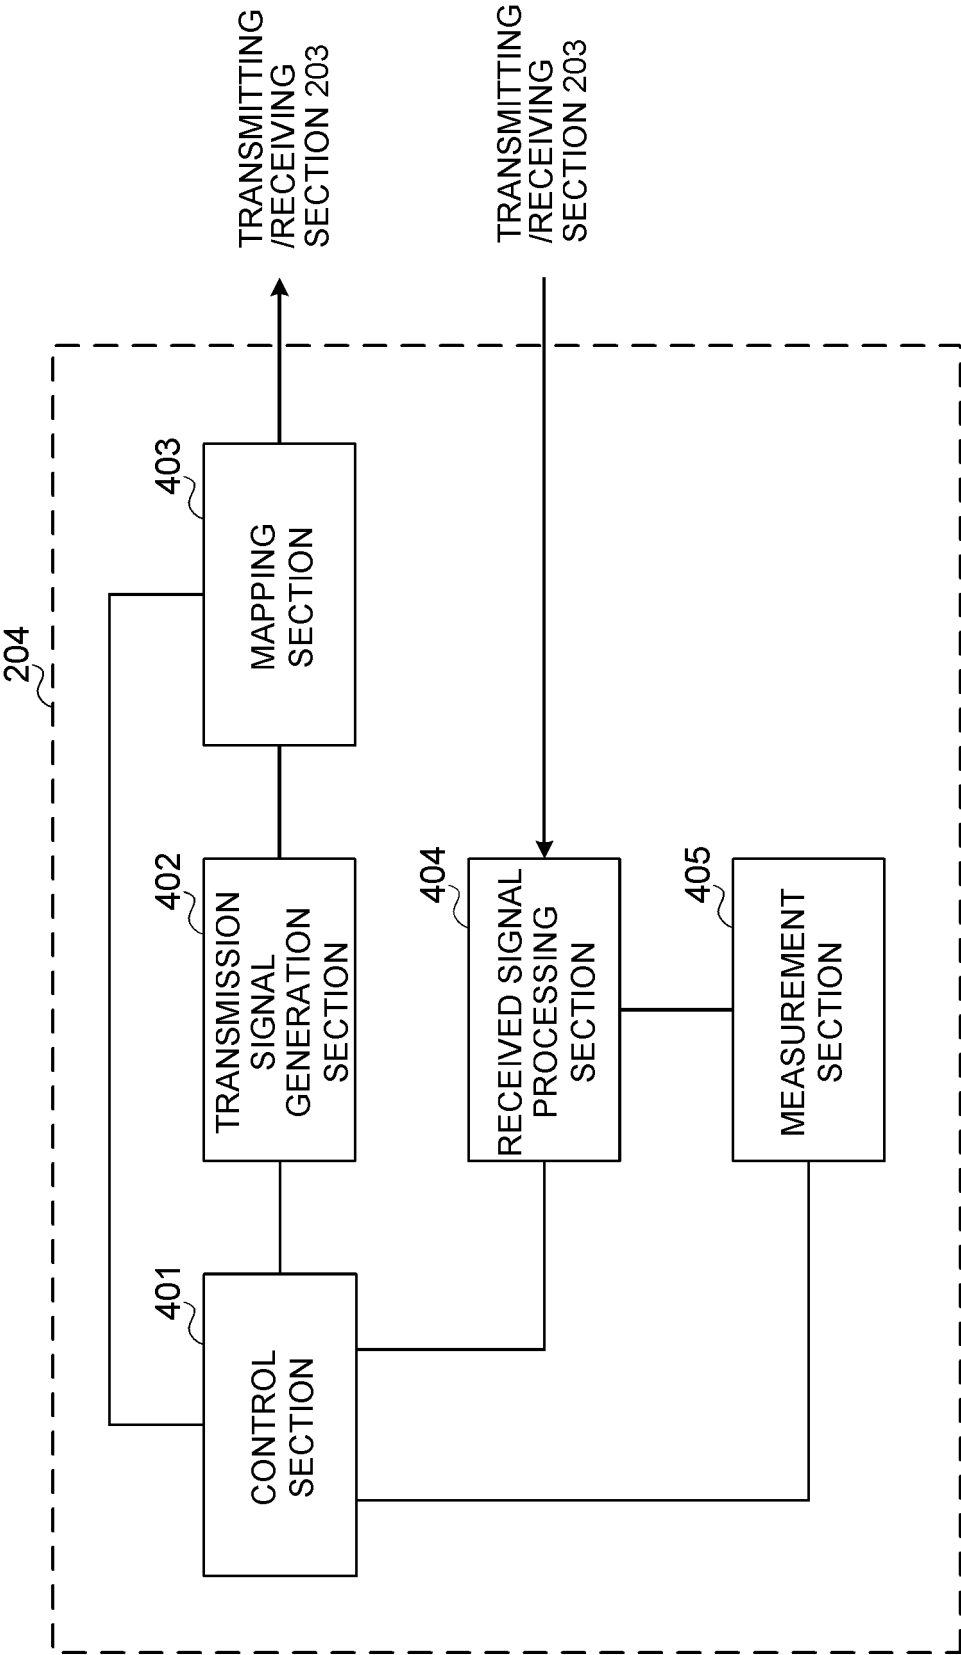 204
403
MAPPING
SECTION
TRANSMITTING
/RECEIVING
SECTION 203
402
TRANSMISSION
SIGNAL
GENERATION
SECTION
401
CONTROL
SECTION
404
RECEIVED SIGNAL
PROCESSING
SECTION
TRANSMITTING
/RECEIVING
SECTION 203
405
MEASUREMENT
SECTION